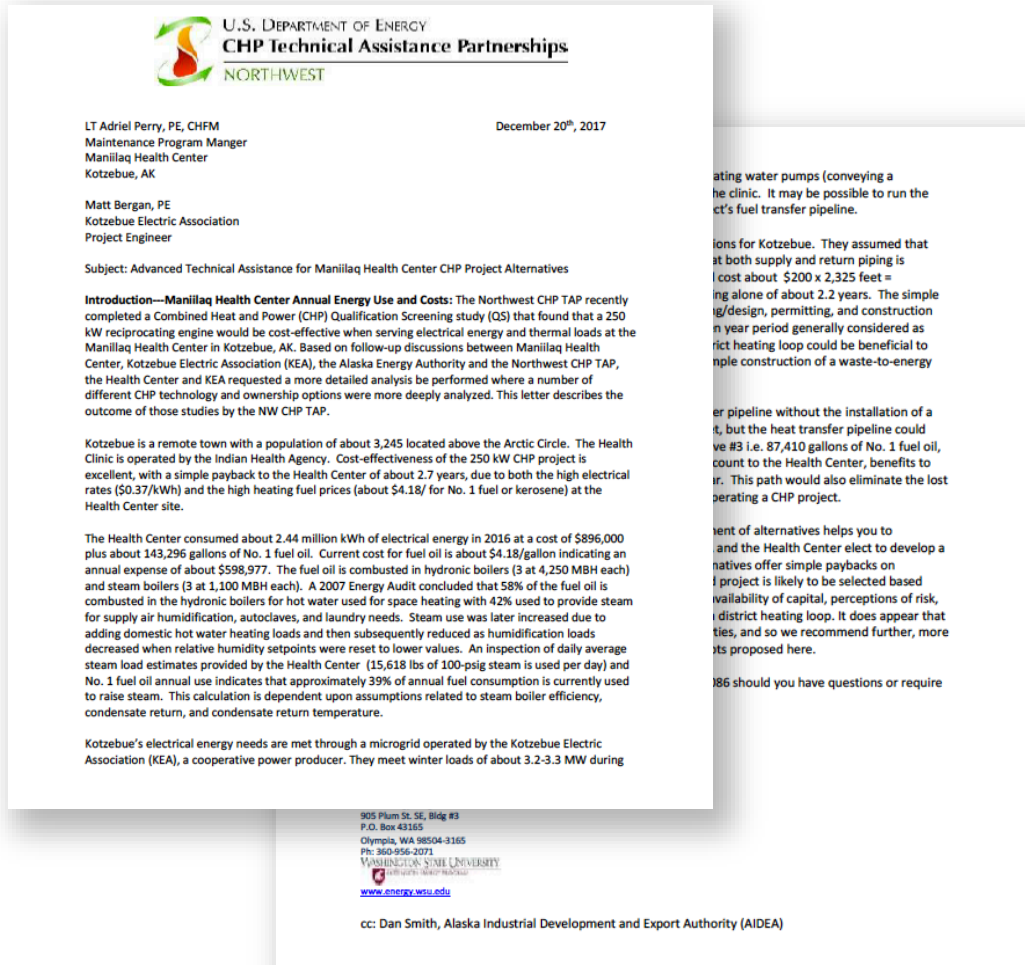 U.S. DEPARTMENT OF ENERGY
CHP Technical Assistance Partnerships
NORTHWEST
LT Adriel Perry, PE, CHFM
December 20th, 2017
Maintenance Program Manger
Maniilaq Health Center
Kotzebue, AK
Matt Bergan, PE
Kotzebue Electric Association
Project Engineer
Subject: Advanced Technical Assistance for Maniilaq Health Center CHP Project Alternatives
Introduction---Maniilaq Health Center Annual Energy Use and Costs: The Northwest CHP TAP recently
completed a Combined Heat and Power (CHP) Qualification Screening study (QS) that found that a 250
kW reciprocating engine would be cost-effective when serving electrical energy and thermal loads at the
Manillaq Health Center in Kotzebue, AK. Based on follow-up discussions between Maniilaq Health
Center, Kotzebue Electric Association (KEA), the Alaska Energy Authority and the Northwest CHP TAP,
the Health Center and KEA requested a more detailed analysis be performed where a number of
different CHP technology and ownership options were more deeply analyzed. This letter describes the
outcome of those studies by the NW CHP TAP.
Kotzebue is a remote town with a population of about 3,245 located above the Arctic Circle. The Health
Clinic is operated by the Indian Health Agency. Cost-effectiveness of the 250 kW CHP project is
excellent, with a simple payback to the Health Center of about 2.7 years, due to both the high electrical
rates ($0.37/kWh) and the high heating fuel prices (about $4.18/ for No. 1 fuel or kerosene) at the
Health Center site.
The Health Center consumed about 2.44 million kWh of electrical energy in 2016 at a cost of $896,000
plus about 143,296 gallons of No. 1 fuel oil. Current cost for fuel oil is about $4.18/gallon indicating an
annual expense of about $598,977. The fuel oil is combusted in hydronic boilers (3 at 4,250 MBH each)
and steam boilers (3 at 1,100 MBH each). A 2007 Energy Audit concluded that 58% of the fuel oil is
combusted in the hydronic boilers for hot water used for space heating with 42% used to provide steam
for supply air humidification, autoclaves, and laundry needs. Steam use was later increased due to
adding domestic hot water heating loads and then subsequently reduced as humidification loads
decreased when relative humidity setpoints were reset to lower values. An inspection of daily average
steam load estimates provided by the Health Center (15,618 lbs of 100-psig steam is used per day) and
No. 1 fuel oil annual use indicates that approximately 39% of annual fuel consumption is currently used
to raise steam. This calculation is dependent upon assumptions related to steam boiler efficiency,
condensate return, and condensate return temperature.
Kotzebue's electrical energy needs are met through a microgrid operated by the Kotzebue Electric
Association (KEA), a cooperative power producer. They meet winter loads of about 3.2-3.3 MW during
ating water pumps (conveying a
he clinic. It may be possible to run the
ct's fuel transfer pipeline.
ions for Kotzebue. They assumed that
at both supply and return piping is
cost about $200 x 2,325 feet =
ng alone of about 2.2 years. The simple
g/design, permitting, and construction
n year period generally considered as
rict heating loop could be beneficial to
mple construction of a waste-to-energy
er pipeline without the installation of a
t, but the heat transfer pipeline could
ve #3 i.e. 87,410 gallons of No. 1 fuel oil,
count to the Health Center, benefits to
r. This path would also eliminate the lost
perating a CHP project.
ent of alternatives helps you to
and the Health Center elect to develop a
natives offer simple paybacks on
project is likely to be selected based
vailability of capital, perceptions of risk,
district heating loop. It does appear that
ties, and so we recommend further, more
ts proposed here.
86 should you have questions or require
905 Plum St. SE, Bldg #3
P.O. Box 43165
Olympia, WA 98504-3165
Ph: 360-956-2071
WASHINGTON STATE UNIVERSITY
www.energy.wsu.edu
cc: Dan Smith, Alaska Industrial Development and Export Authority (AIDEA)